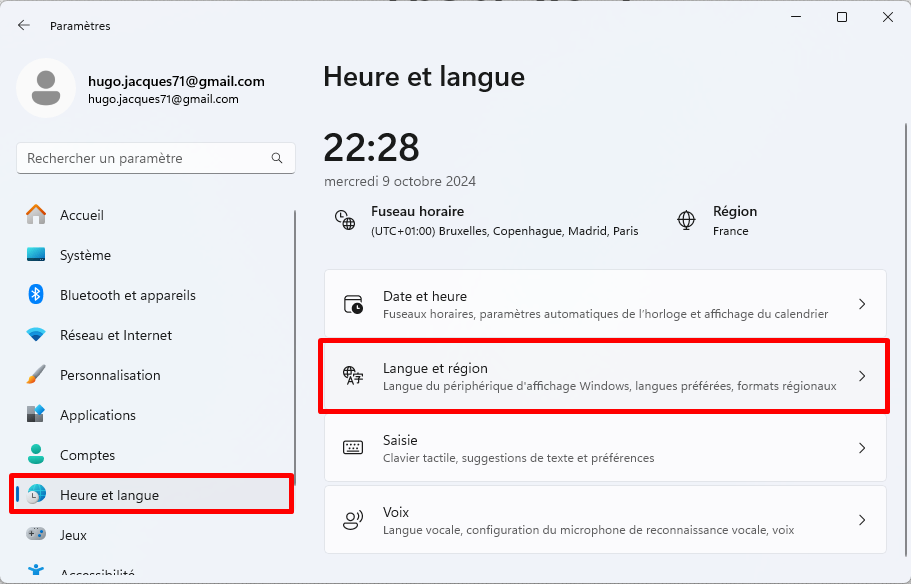 Paramètres
hugo.jacques71@gmail.com
hugo.jacques71@gmail.com
Rechercher un paramètre
Accueil
Système
Bluetooth et appareils
Réseau et Internet
Personnalisation
Applications
Comptes
Heure et langue
Jeux
Accessibilité
Heure et langue
22:28
mercredi 9 octobre 2024
Fuseau horaire
(UTC+01:00) Bruxelles, Copenhague, Madrid, Paris
Région
France
Date et heure
Fuseaux horaires, paramètres automatiques de l'horloge et affichage du calendrier
Langue et région
Langue du périphérique d'affichage Windows, langues préférées, formats régionaux
Saisie
Clavier tactile, suggestions de texte et préférences
Voix
Langue vocale, configuration du microphone de reconnaissance vocale, voix